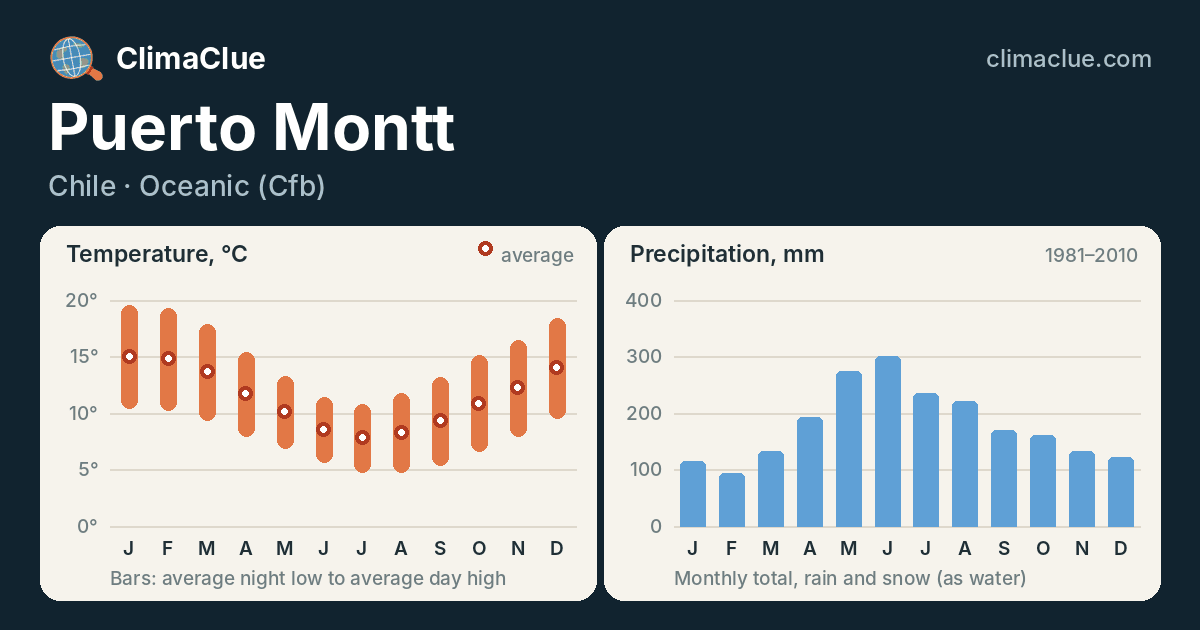 ClimaClue
climaclue.com
Puerto Montt
Chile · Oceanic (Cfb)
Temperature, °C
average
20°
15°
10°
5°
0°
J F M A M J J A S O N D
Bars: average night low to average day high
Precipitation, mm
1981–2010
400
300
200
100
0
J F M A M J J A S O N D
Monthly total, rain and snow (as water)